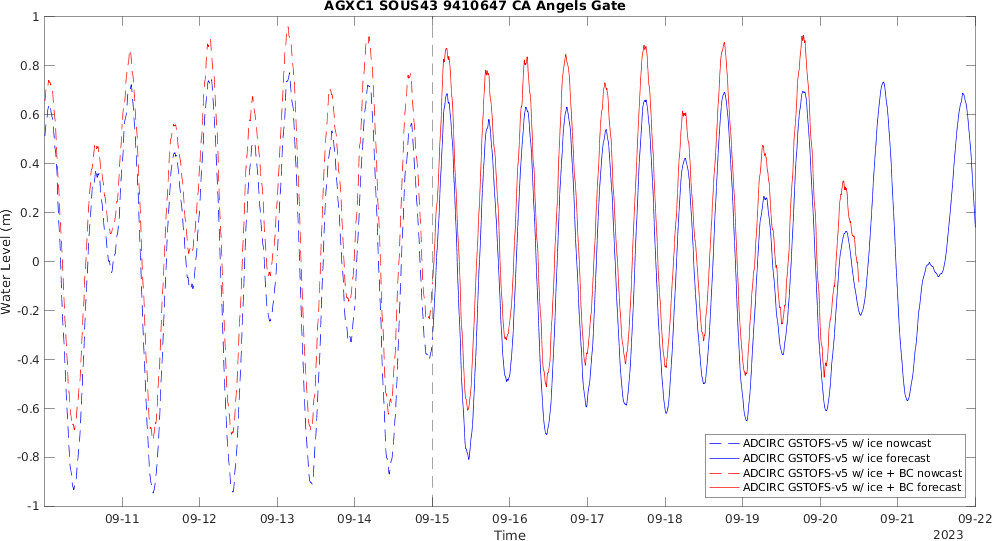 AGXC1 SOUS43 9410647 CA Angels Gate
Water Level (m)
1
0.8
0.6
0.4
0.2
0
-0.2
-0.4
-0.6
-0.8
-1
ADCIRC GSTOFS-v5 w/ ice nowcast
ADCIRC GSTOFS-v5 w/ ice forecast
ADCIRC GSTOFS-v5 w/ ice + BC nowcast
ADCIRC GSTOFS-v5 w/ ice + BC forecast
09-11 09-12 09-13 09-14 09-15 09-16 09-17 09-18 09-19 09-20 09-21 09-22
Time
2023